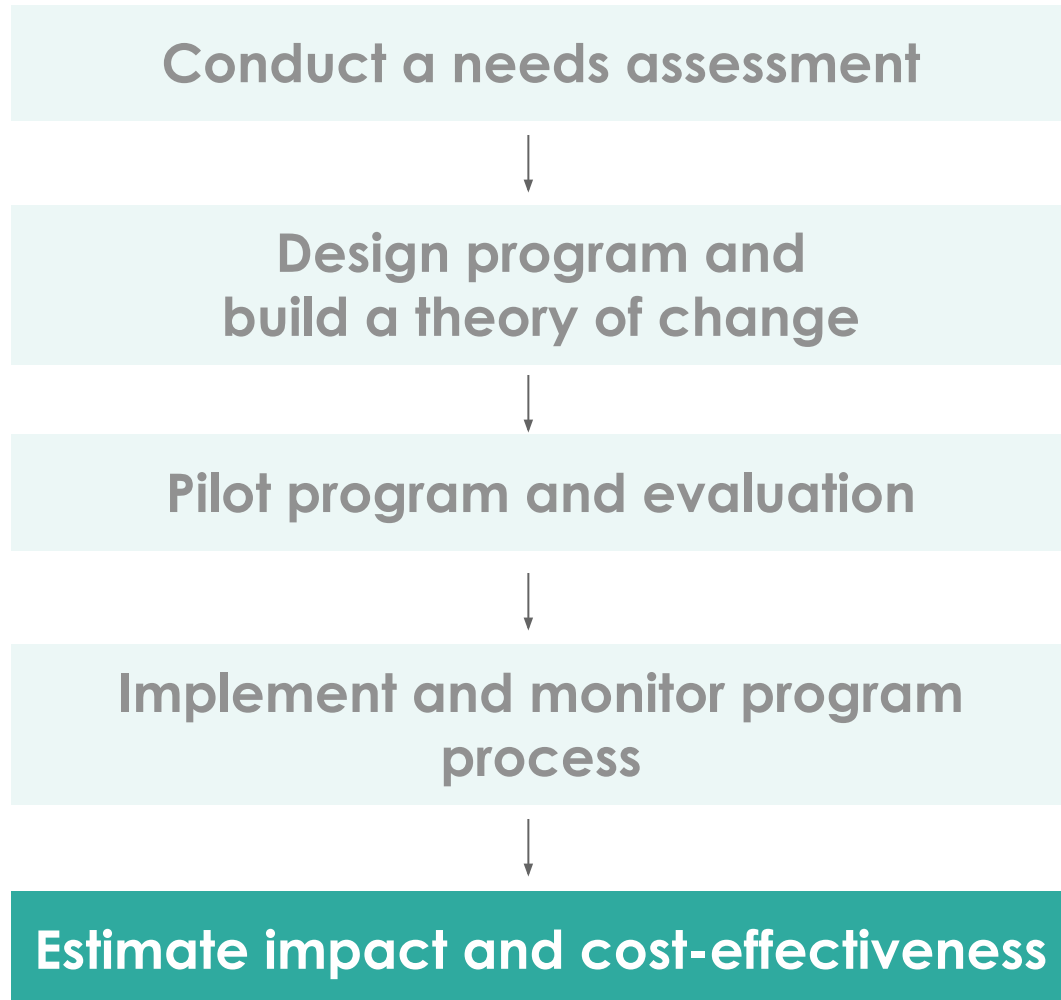 Conduct a needs assessment
Design program and
build a theory of change
Pilot program and evaluation
Implement and monitor program
process
Estimate impact and cost-effectiveness